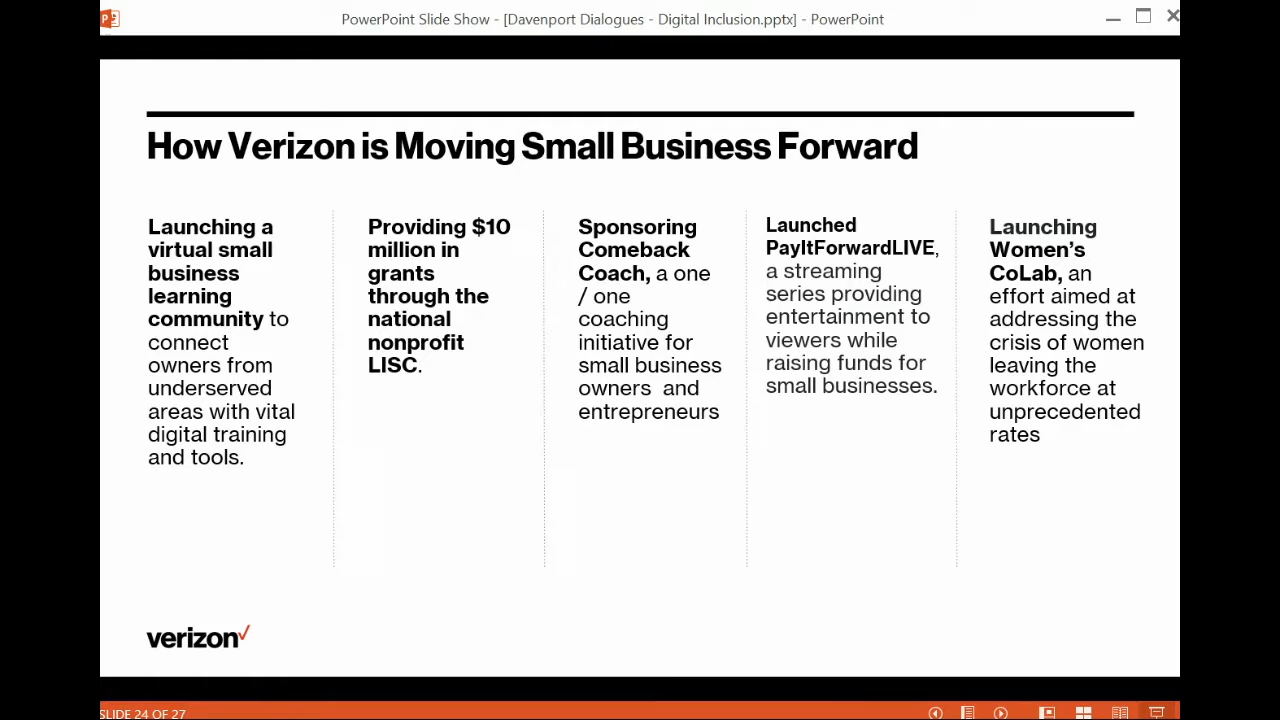 PowerPoint Slide Show - [Davenport Dialogues - Digital Inclusion.pptx] - PowerPoint
How Verizon is Moving Small Business Forward
Launching a
virtual small
business
learning
community to
connect
owners from
underserved
areas with vital
digital training
and tools.
Providing $10
million in
grants
through the
national
nonprofit
LISC.
Sponsoring
Comeback
Coach, a one
/ one
coaching
initiative for
small business
owners  and
entrepreneurs
Launched
PayItForwardLIVE,
a streaming
series providing
entertainment to
viewers while
raising funds for
small businesses.
Launching
Women’s
CoLab, an
effort aimed at
addressing the
crisis of women
leaving the
workforce at
unprecedented
rates
verizon
SLIDE 24 OF 27